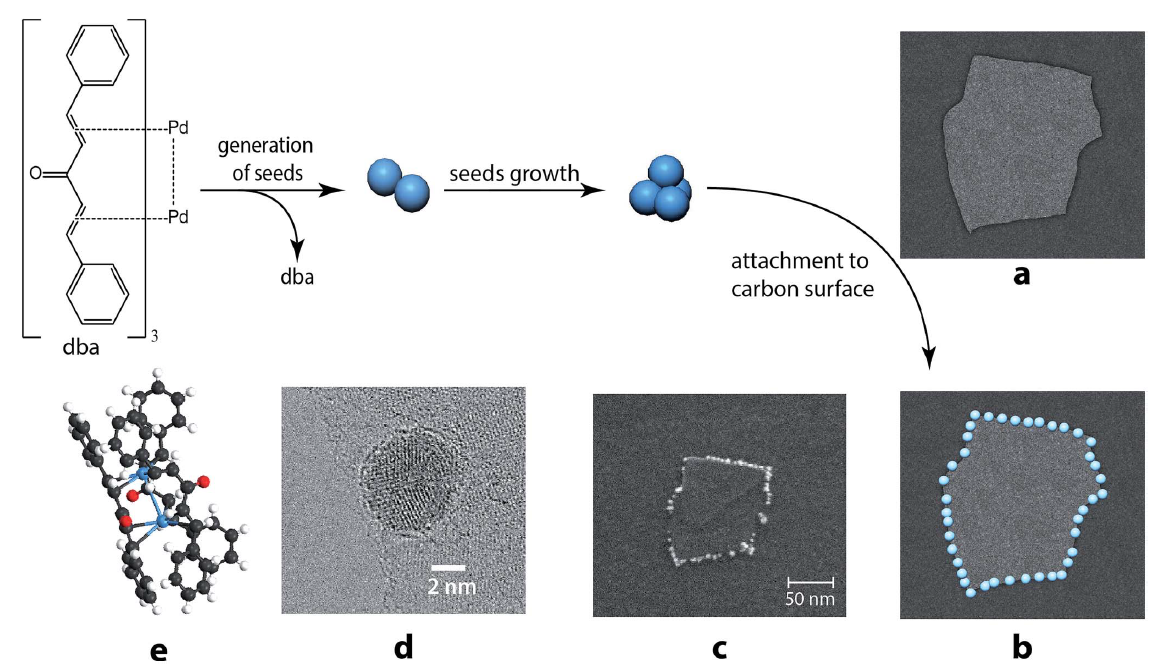 O
Pd
Pd
3
dba
generation
of seeds
dba
seeds growth
attachment to
carbon surface
a
2 nm
50 nm
e
d
c
b